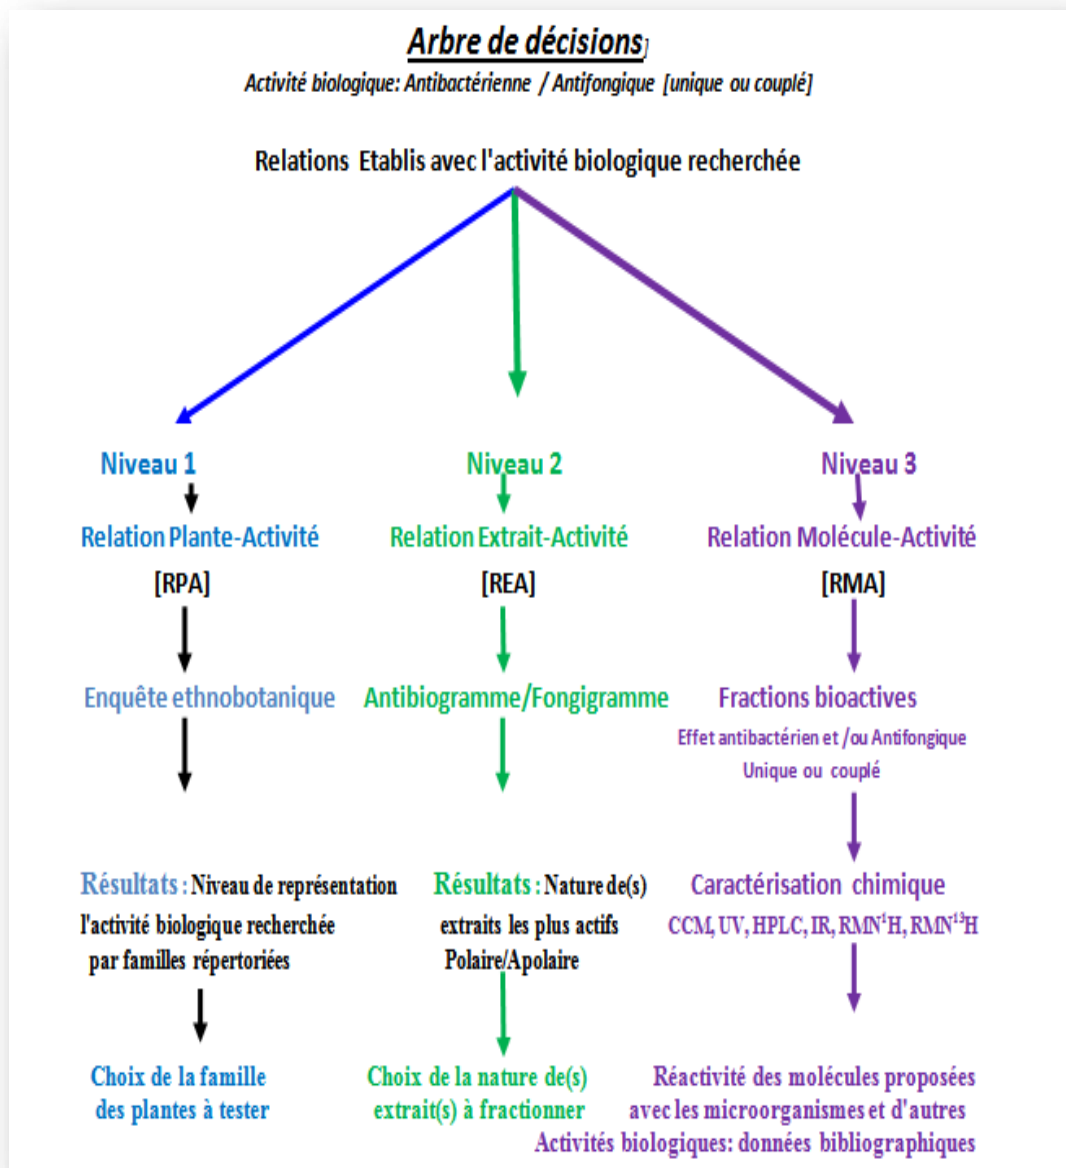 Arbre de décisions]
Activité biologique: Antibactérienne / Antifongique [unique ou couplé]
Relations Etablis avec l'activité biologique recherchée
Niveau 1
Relation Plante-Activité
[RPA]
Enquête ethnobotanique
Résultats : Niveau de représentation
l'activité biologique recherchée
par familles répertoriées
Choix de la famille
des plantes à tester
Niveau 2
Relation Extrait-Activité
[REA]
Antibiogramme/Fongigramme
Résultats : Nature de(s)
extraits les plus actifs
Polaire/Apolaire
Choix de la nature de(s)
extrait(s) à fractionner
Niveau 3
Relation Molécule-Activité
[RMA]
Fractions bioactives
Effet antibactérien et /ou Antifongique
Unique ou couplé
Caractérisation chimique
CCM, UV, HPLC, IR, RMN¹H, RMN¹³H
Réactivité des molécules proposées
avec les microorganismes et d'autres
Activités biologiques: données bibliographiques